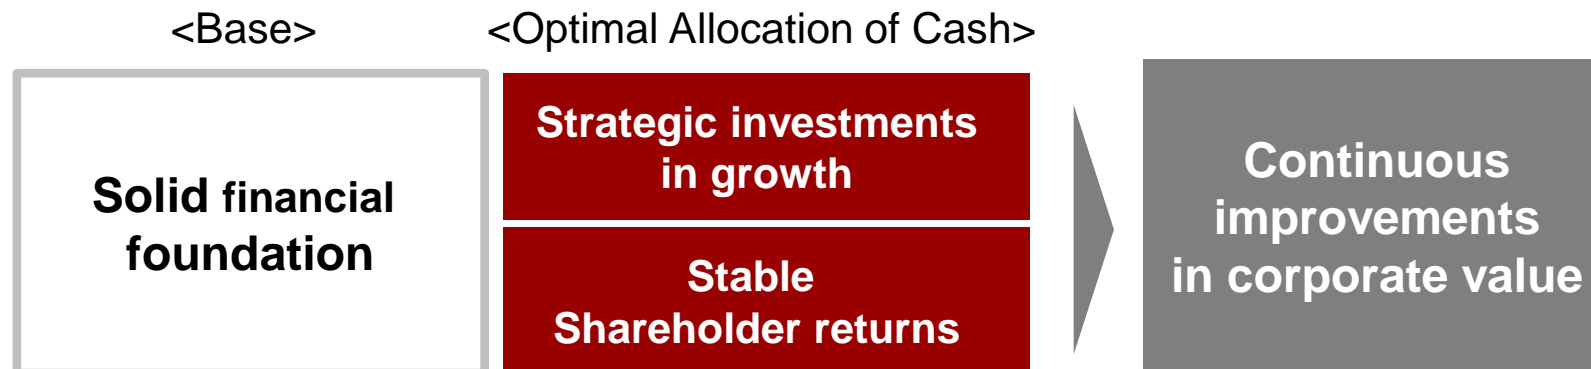 <Base>
<Optimal Allocation of Cash>
Solid financial
foundation
Strategic investments
in growth
Stable
Shareholder returns
Continuous
improvements
in corporate value